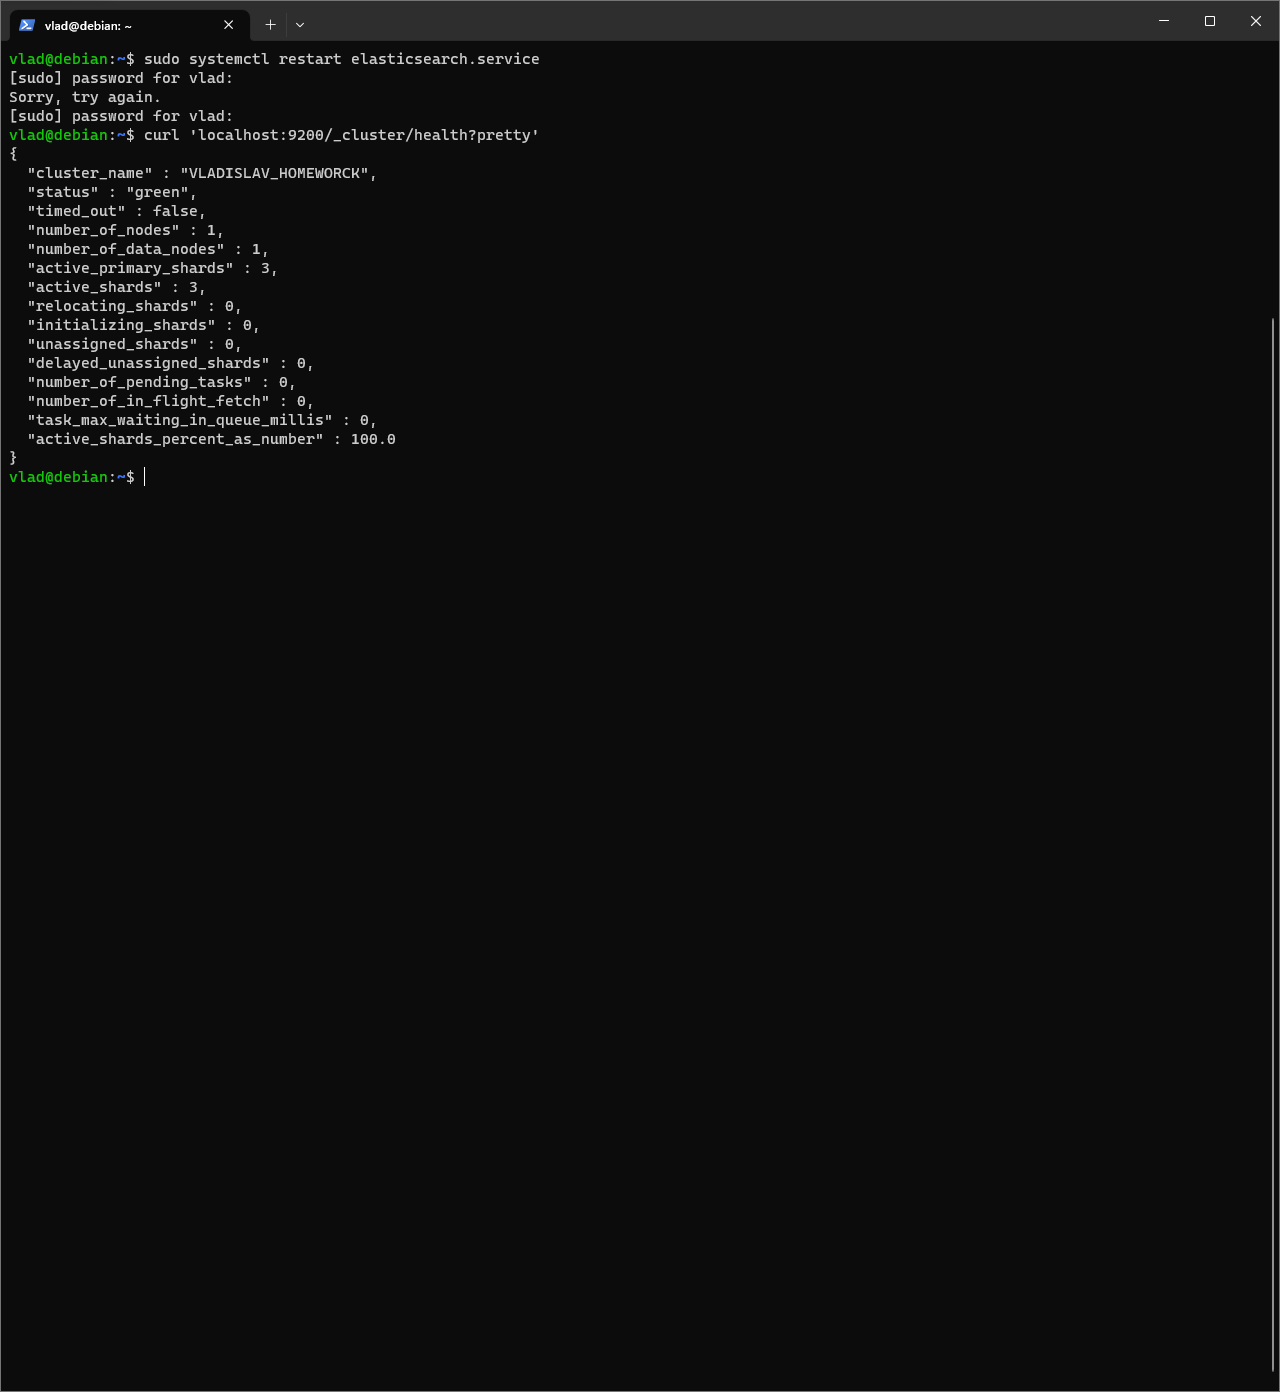 vlad@debian: ~
vlad@debian:~$ sudo systemctl restart elasticsearch.service
[sudo] password for vlad:
Sorry, try again.
[sudo] password for vlad:
vlad@debian:~$ curl 'localhost:9200/_cluster/health?pretty'
{
  "cluster_name" : "VLADISLAV_HOMEWORCK",
  "status" : "green",
  "timed_out" : false,
  "number_of_nodes" : 1,
  "number_of_data_nodes" : 1,
  "active_primary_shards" : 3,
  "active_shards" : 3,
  "relocating_shards" : 0,
  "initializing_shards" : 0,
  "unassigned_shards" : 0,
  "delayed_unassigned_shards" : 0,
  "number_of_pending_tasks" : 0,
  "number_of_in_flight_fetch" : 0,
  "task_max_waiting_in_queue_millis" : 0,
  "active_shards_percent_as_number" : 100.0
}
vlad@debian:~$